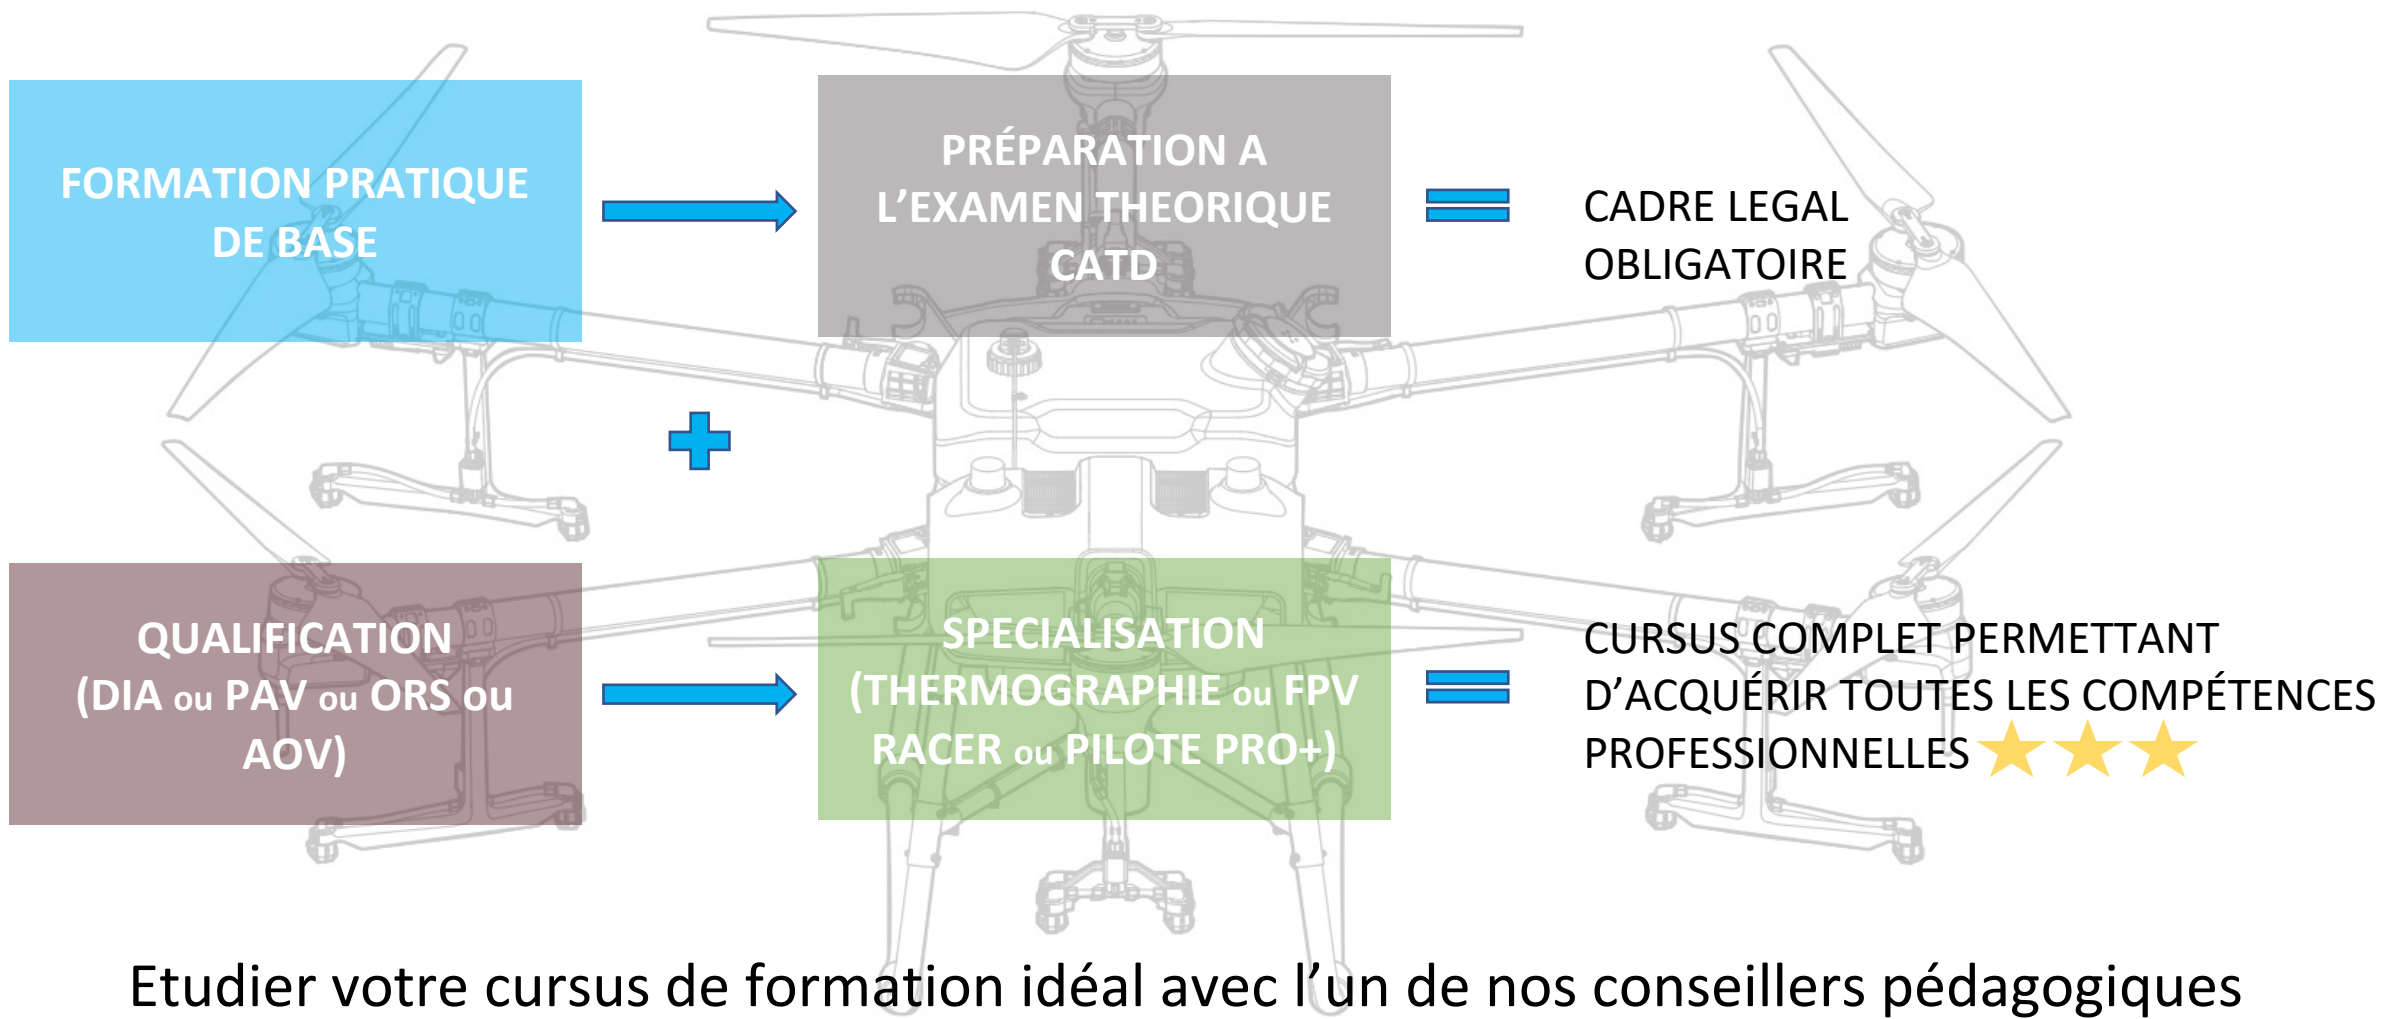 FORMATION PRATIQUE
DE BASE
PRÉPARATION A
L’EXAMEN THEORIQUE
CATD
CADRE LEGAL
OBLIGATOIRE
QUALIFICATION
(DIA ou PAV ou ORS ou
AOV)
SPECIALISATION
(THERMOGRAPHIE ou FPV
RACER ou PILOTE PRO+)
CURSUS COMPLET PERMETTANT
D’ACQUÉRIR TOUTES LES COMPÉTENCES
PROFESSIONNELLES
Etudier votre cursus de formation idéal avec l’un de nos conseillers pédagogiques